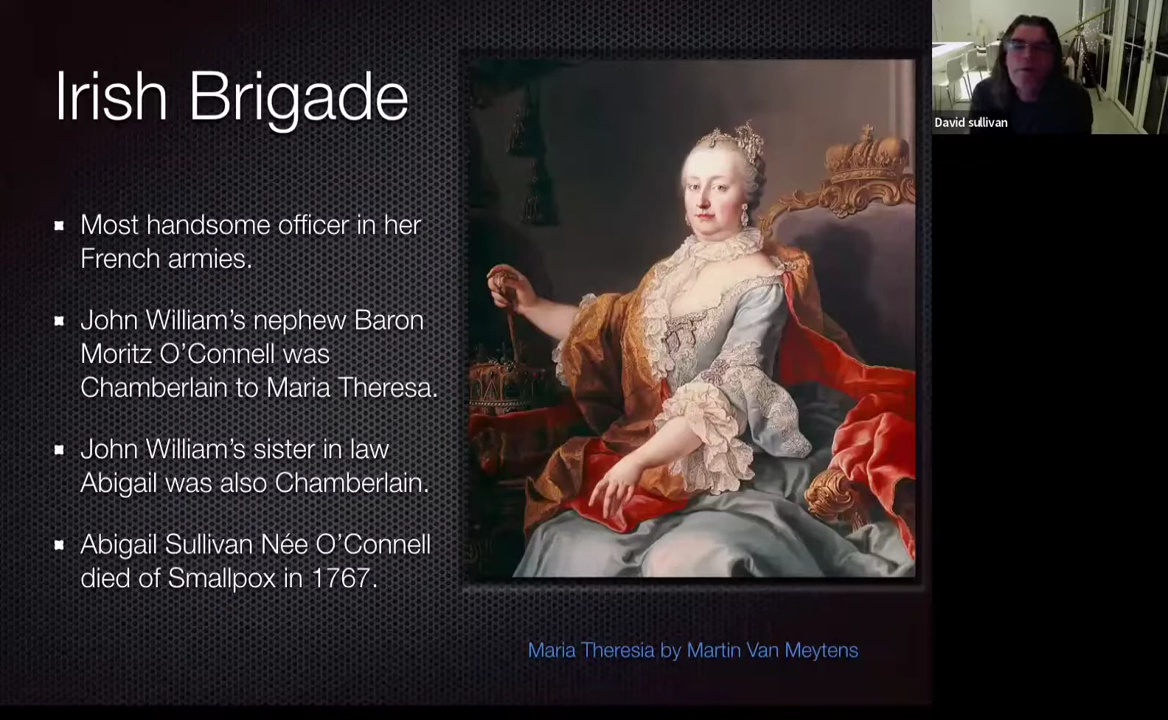 Irish Brigade
Most handsome officer in her
French armies.
John William’s nephew Baron
Moritz O’Connell was
Chamberlain to Maria Theresa.
John William’s sister in law
Abigail was also Chamberlain.
Abigail Sullivan Née O’Connell
died of Smallpox in 1767.
Maria Theresia by Martin Van Meytens
David sullivan